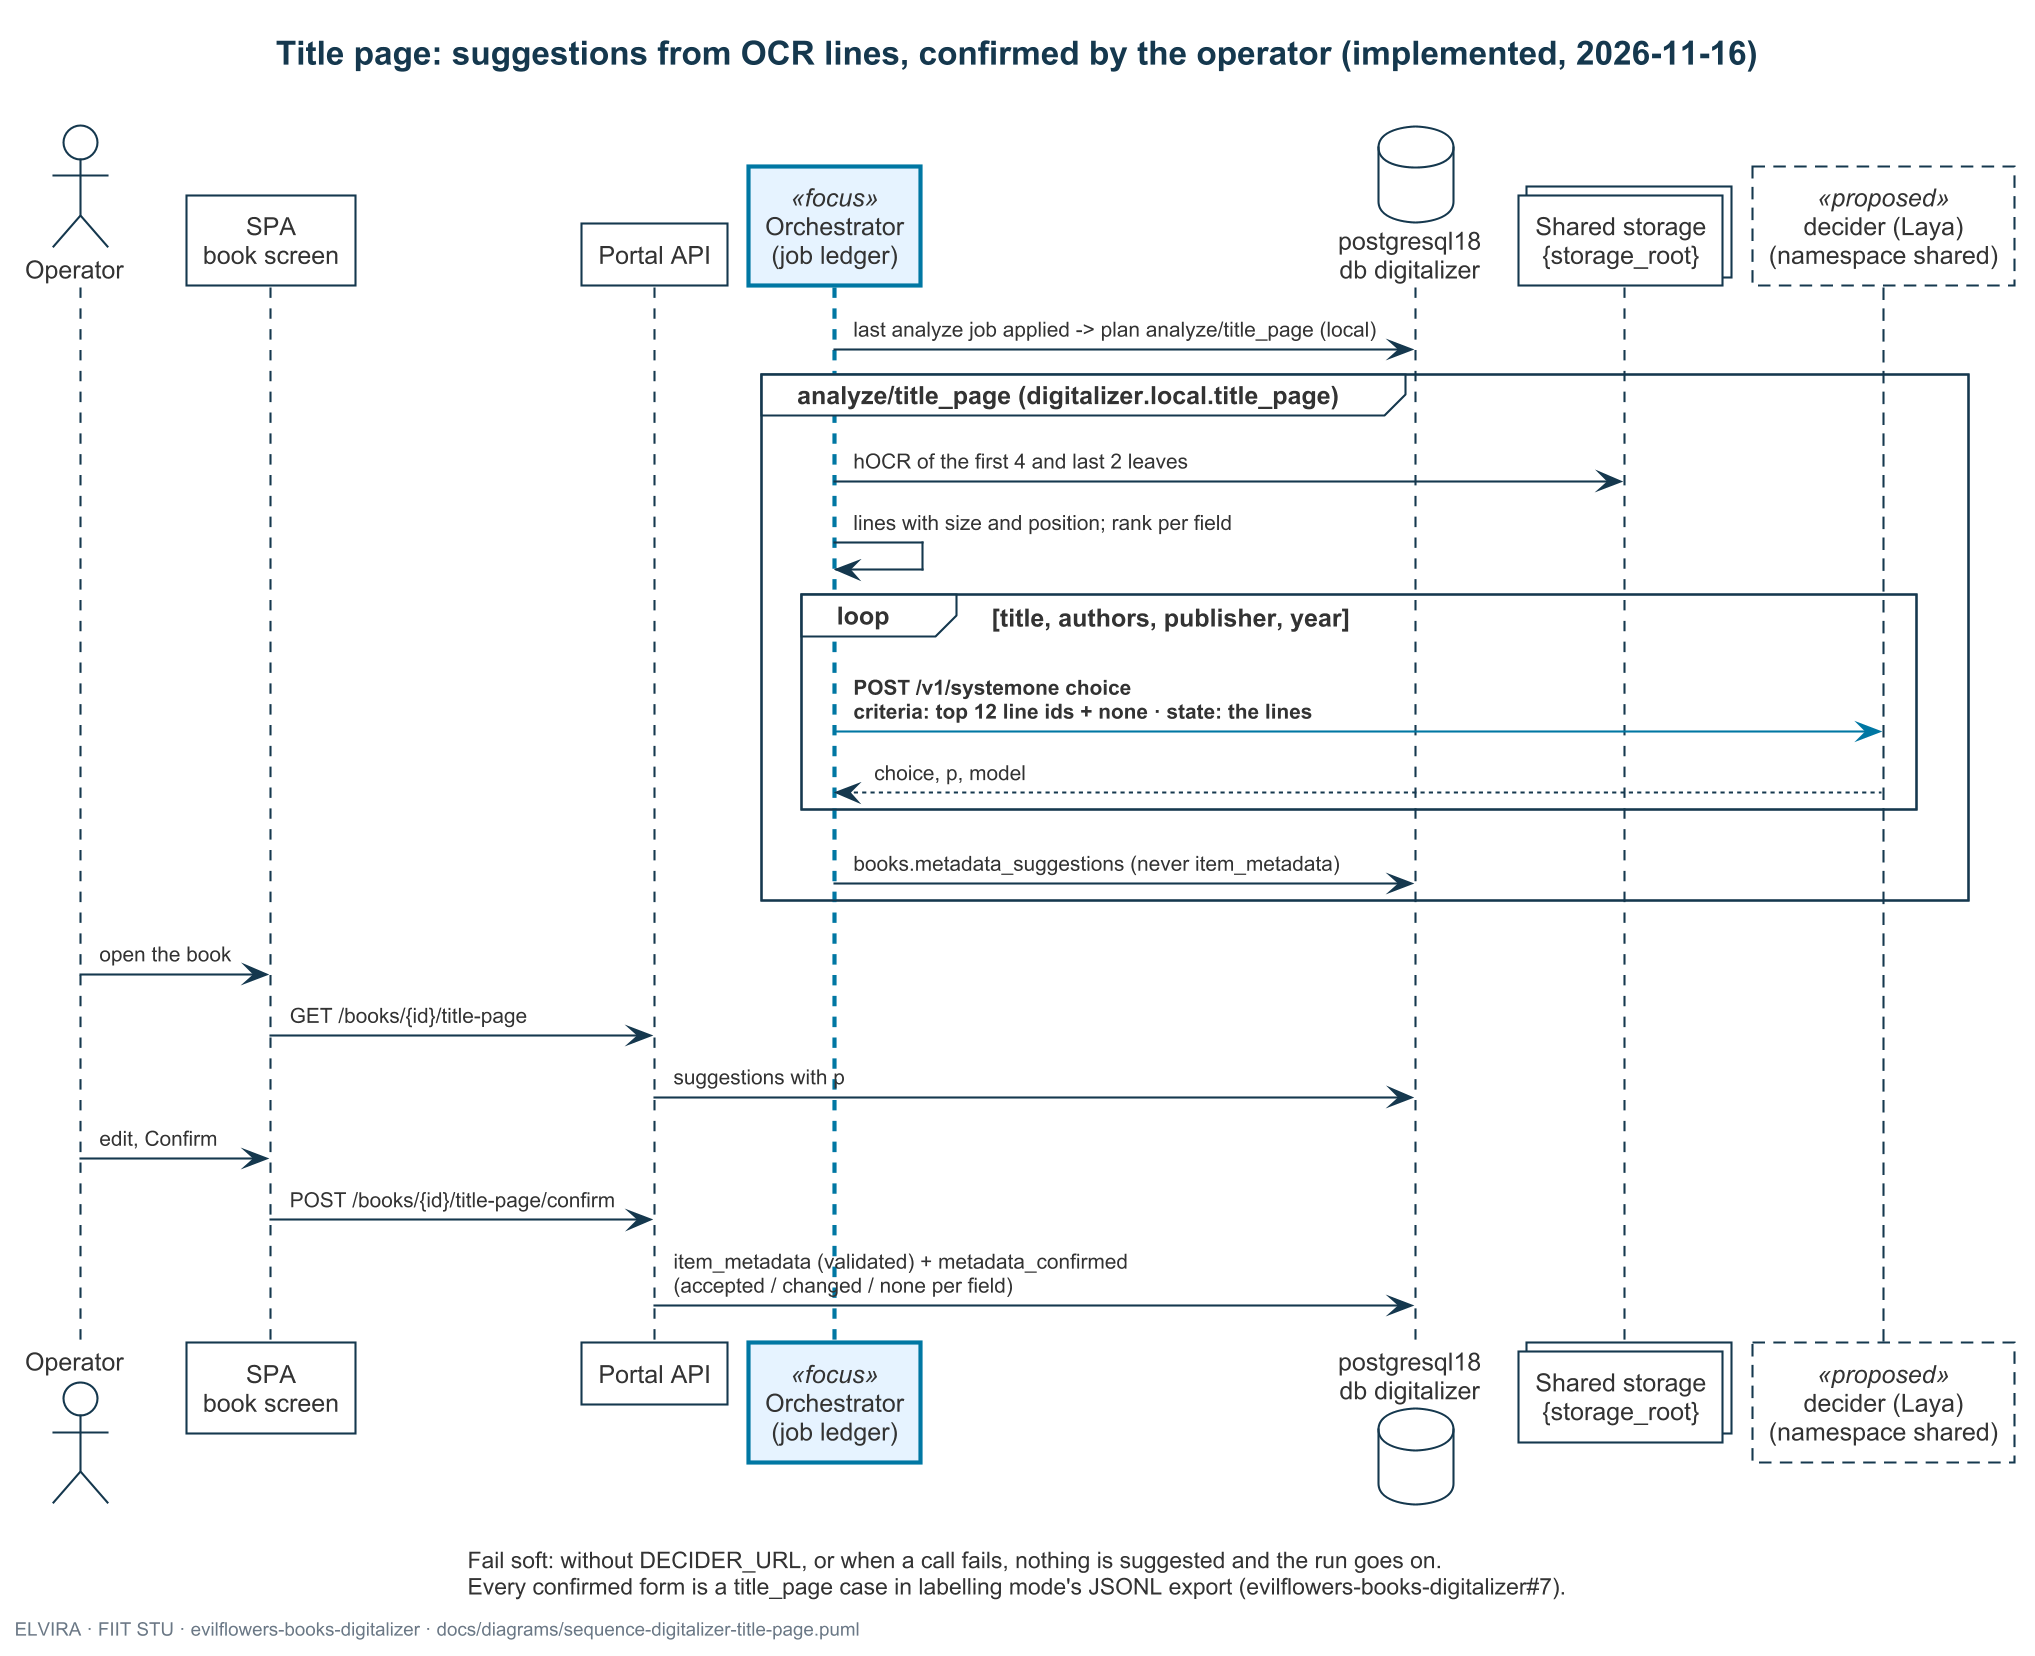 Title page: suggestions from OCR lines, confirmed by the operator (implemented, 2026-11-16)
Operator
SPA
book screen
Portal API
«focus»
Orchestrator
(job ledger)
postgresql18
db digitalizer
Shared storage
{storage_root}
«proposed»
decider (Laya)
(namespace shared)
last analyze job applied -> plan analyze/title_page (local)
analyze/title_page (digitalizer.local.title_page)
hOCR of the first 4 and last 2 leaves
lines with size and position; rank per field
loop
[title, authors, publisher, year]
POST /v1/systemone choice
criteria: top 12 line ids + none · state: the lines
choice, p, model
books.metadata_suggestions (never item_metadata)
open the book
GET /books/{id}/title-page
suggestions with p
edit, Confirm
POST /books/{id}/title-page/confirm
item_metadata (validated) + metadata_confirmed
(accepted / changed / none per field)
Operator
SPA
book screen
Portal API
«focus»
Orchestrator
(job ledger)
postgresql18
db digitalizer
Shared storage
{storage_root}
«proposed»
decider (Laya)
(namespace shared)
Fail soft: without DECIDER_URL, or when a call fails, nothing is suggested and the run goes on.
Every confirmed form is a title_page case in labelling mode's JSONL export (evilflowers-books-digitalizer#7).
ELVIRA · FIIT STU · evilflowers-books-digitalizer · docs/diagrams/sequence-digitalizer-title-page.puml